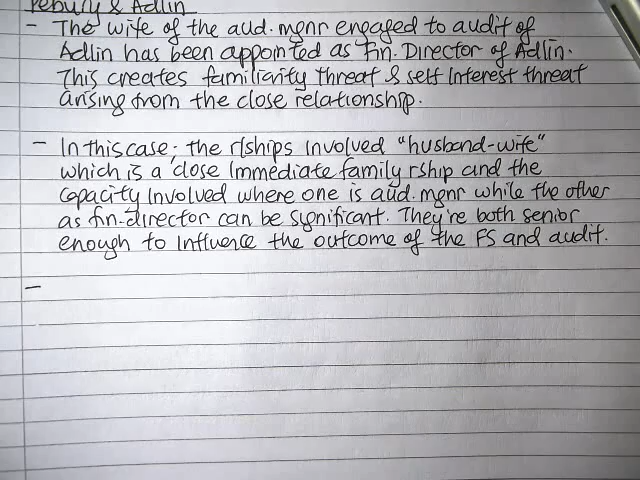 & Adlin
- The wife of the aud. mgnr engaged to audit of
Adlin has been appointed as Fin. Director of Adlin.
This creates familiarity threat & self interest threat
arising from the close relationship.
- In this case; the r/ships involved "husband-wife"
which is a close immediate family rship and the
capacity involved where one is aud. mgnr while the other
as fin-director can be significant. They're both senior
enough to influence the outcome of the FS and audit.
-